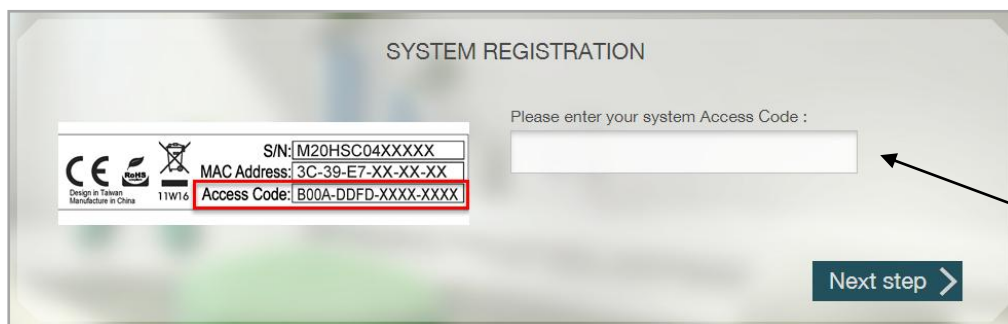 SYSTEM REGISTRATION
Please enter your system Access Code :
S/N: M20HSC04XXXXX
MAC Address: 3C-39-E7-XX-XX-XX
Access Code: B00A-DDFD-XXXX-XXXX
CE RoHS
Design in Taiwan
Manufacture in China
11W16
Next step